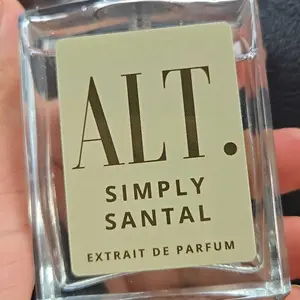 ALT.
SIMPLY
SANTAL
EXTRAIT DE PARFUM